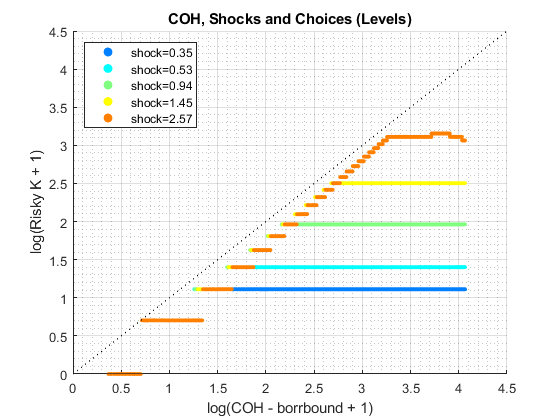 COH, Shocks and Choices (Levels)
4.5
4
3.5
3
2.5
2
1.5
1
0.5
0
log(Risky K + 1)
shock=0.35
shock=0.53
shock=0.94
shock=1.45
shock=2.57
0 0.5 1 1.5 2 2.5 3 3.5 4 4.5
log(COH - borrbound + 1)